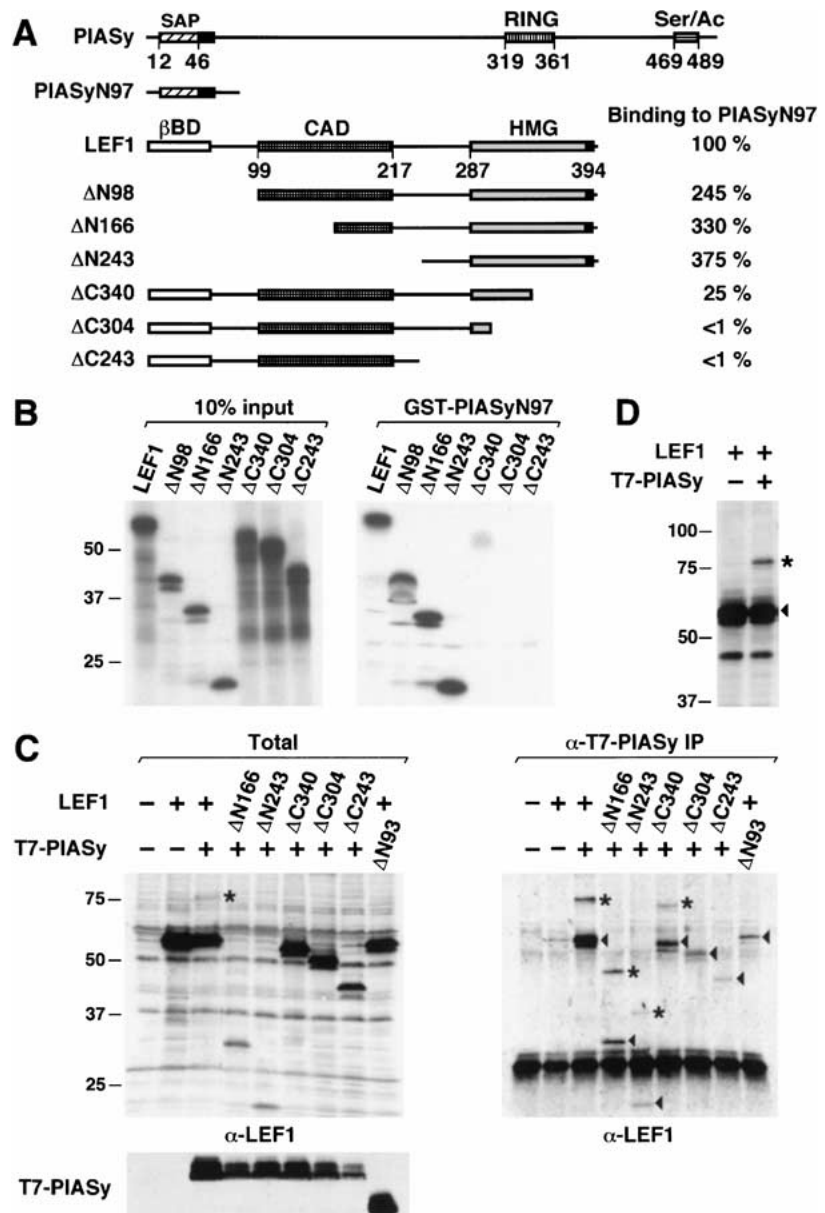 A
SAP RING Ser/Ac
PIASy
12 46 319 361 469 489
PIASyN97
βBD CAD HMG Binding to PIASyN97
LEF1 100 %
99 217 287 394
ΔN98 245 %
ΔN166 330 %
ΔN243 375 %
ΔC340 25 %
ΔC304 <1 %
ΔC243 <1 %
B
10% input
LEF1 ΔN98 ΔN166 ΔN243 ΔC340 ΔC304 ΔC243
50
37
25
GST-PIASyN97
LEF1 ΔN98 ΔN166 ΔN243 ΔC340 ΔC304 ΔC243
D
LEF1 + +
T7-PIASy − +
100
75 *
50
37
C
Total
LEF1 − + + ΔN166 ΔN243 ΔC340 ΔC304 ΔC243 +
T7-PIASy − − + + + + + + ΔN93
75 *
50
37
25
α-LEF1
T7-PIASy
α-T7-PIASy IP
− + + ΔN166 ΔN243 ΔC340 ΔC304 ΔC243 +
− − + + + + + + ΔN93
* *
* *
α-LEF1